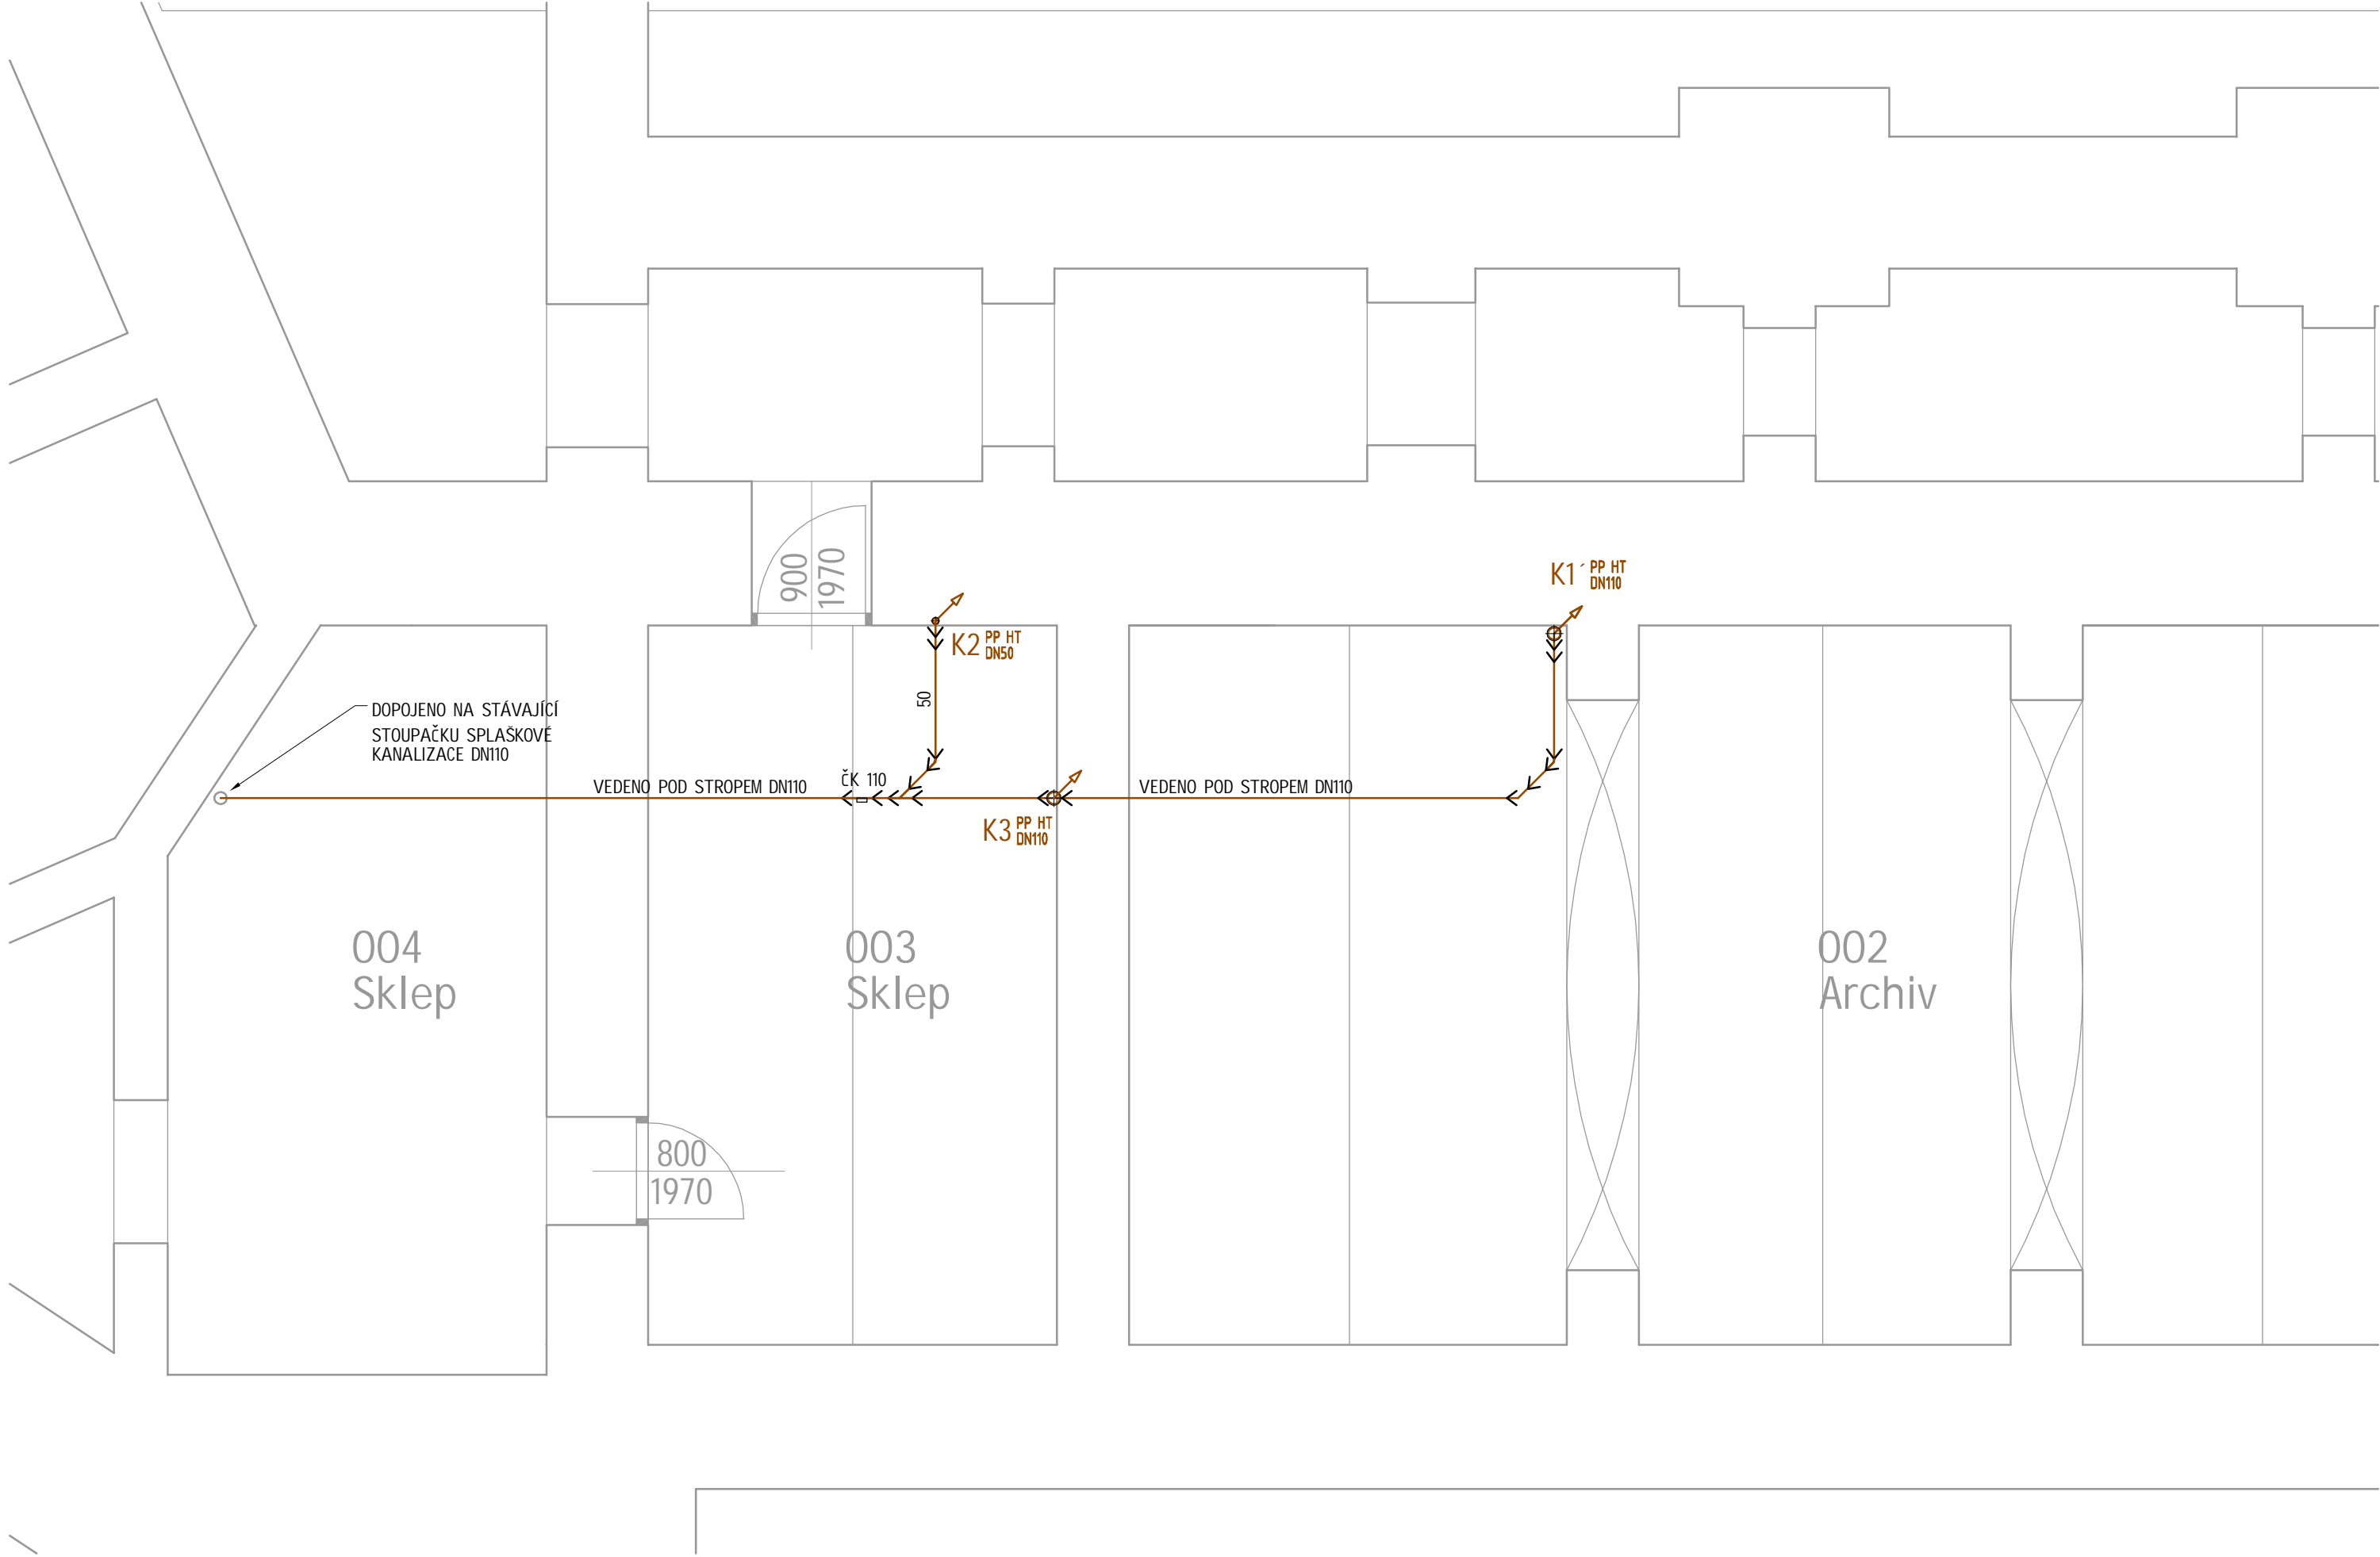 900
1970
K1´ PP HT
DN110
K2 PP HT
DN50
50
DOPOJENO NA STÁVAJÍCÍ
STOUPAČKU SPLAŠKOVÉ
KANALIZACE DN110
VEDENO POD STROPEM DN110
ČK 110
VEDENO POD STROPEM DN110
K3 PP HT
DN110
004
Sklep
003
Sklep
002
Archiv
800
1970